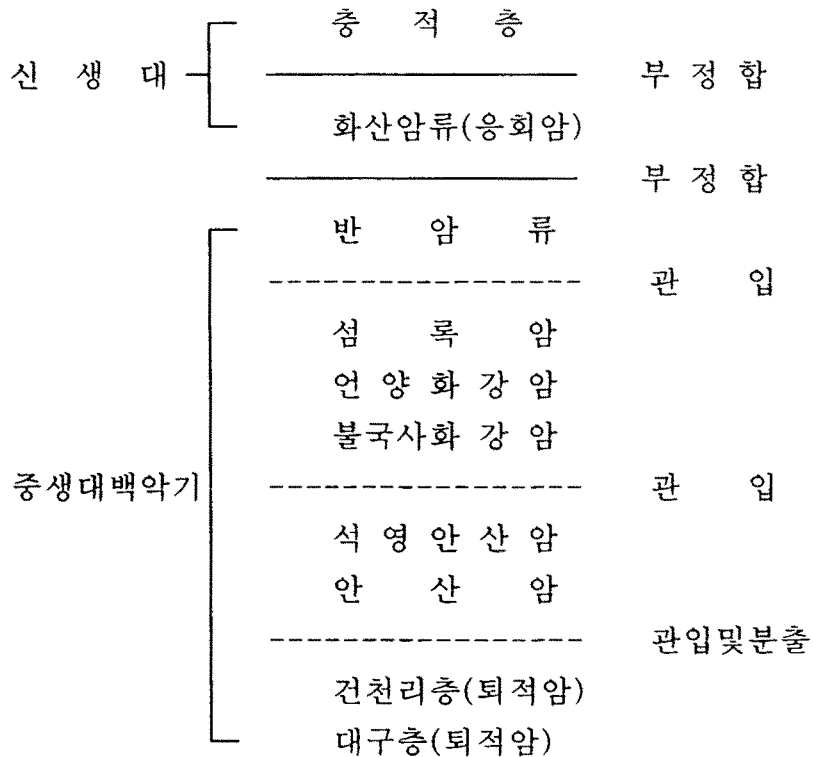 충 적 층
신 생 대 부 정 합
화산암류(응회암)
부 정 합
반 암 류
관 입
섬 록 암
언 양 화 강 암
불국사화 강 암
중생대백악기 관 입
석 영 안 산 암
안 산 암
관입및분출
건천리층(퇴적암)
대구층(퇴적암)